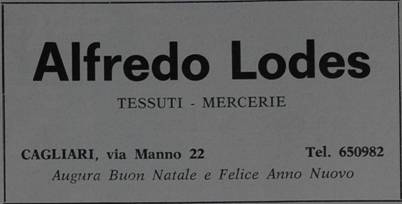 Alfredo Lodes
TESSUTI - MERCERIE
CAGLIARI, via Manno 22 Tel. 650982
Augura Buon Natale e Felice Anno Nuovo